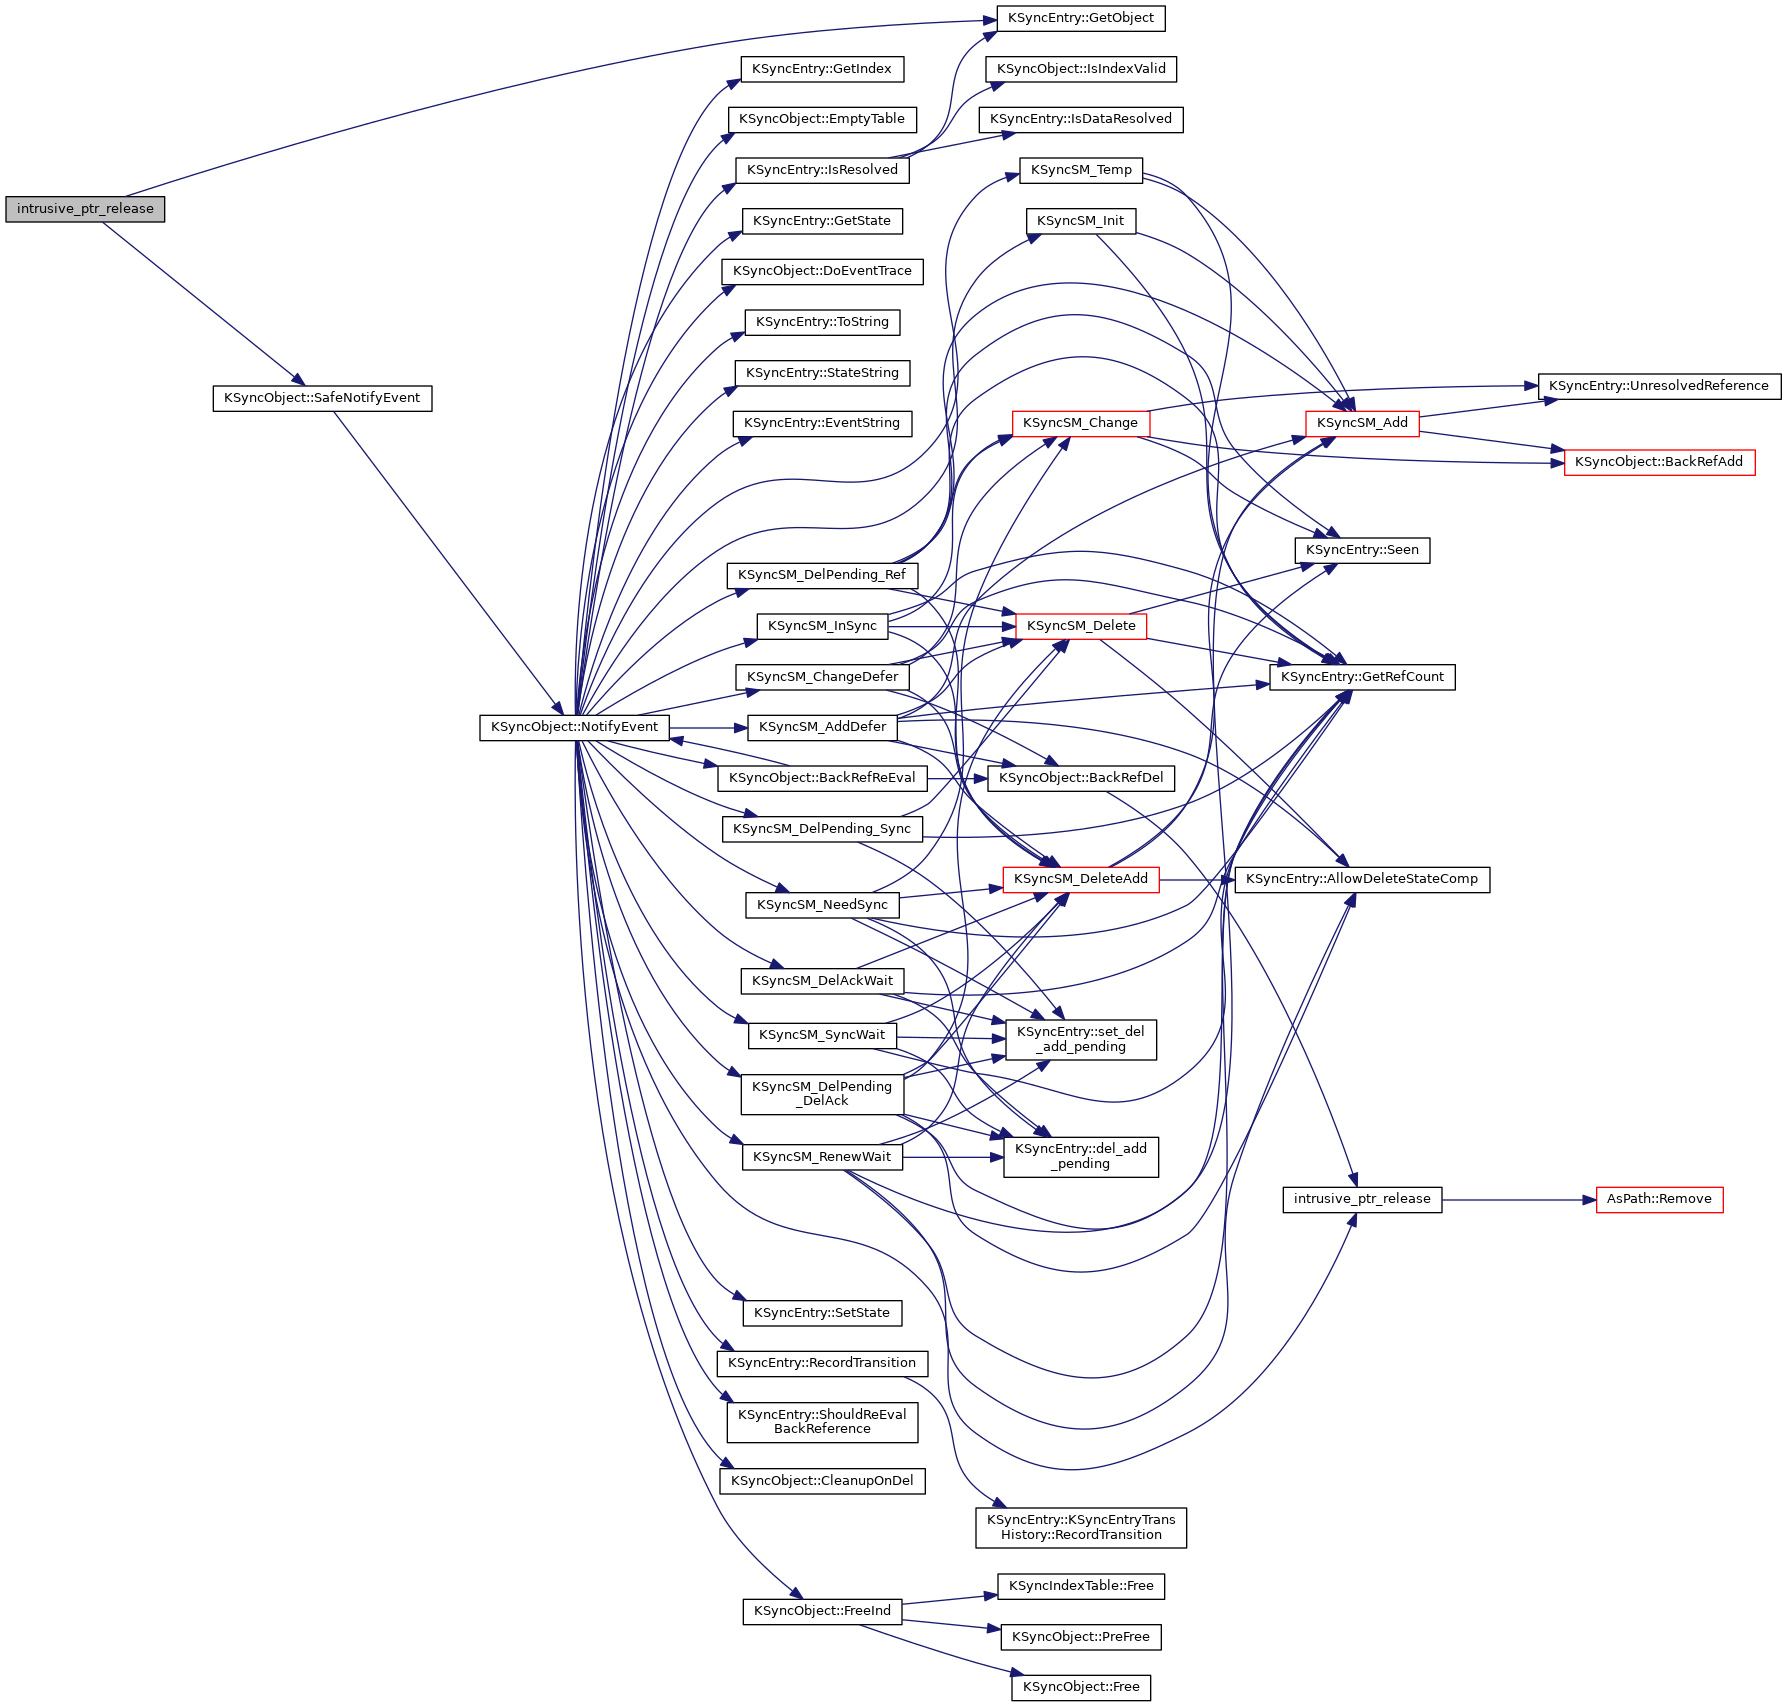 intrusive_ptr_release
KSyncObject::SafeNotifyEvent
KSyncObject::NotifyEvent
KSyncEntry::GetIndex
KSyncObject::EmptyTable
KSyncEntry::IsResolved
KSyncEntry::GetState
KSyncObject::DoEventTrace
KSyncEntry::ToString
KSyncEntry::StateString
KSyncEntry::EventString
KSyncSM_DelPending_Ref
KSyncSM_InSync
KSyncSM_ChangeDefer
KSyncSM_AddDefer
KSyncObject::BackRefReEval
KSyncSM_DelPending_Sync
KSyncSM_NeedSync
KSyncSM_DelAckWait
KSyncSM_SyncWait
KSyncSM_DelPending
_DelAck
KSyncSM_RenewWait
KSyncEntry::SetState
KSyncEntry::RecordTransition
KSyncEntry::ShouldReEval
BackReference
KSyncObject::CleanupOnDel
KSyncObject::FreeInd
KSyncEntry::GetObject
KSyncObject::IsIndexValid
KSyncEntry::IsDataResolved
KSyncSM_Temp
KSyncSM_Init
KSyncSM_Change
KSyncSM_Delete
KSyncObject::BackRefDel
KSyncSM_DeleteAdd
KSyncEntry::set_del
_add_pending
KSyncEntry::del_add
_pending
KSyncEntry::KSyncEntryTrans
History::RecordTransition
KSyncIndexTable::Free
KSyncObject::PreFree
KSyncObject::Free
KSyncSM_Add
KSyncEntry::Seen
KSyncEntry::GetRefCount
KSyncEntry::AllowDeleteStateComp
intrusive_ptr_release
KSyncEntry::UnresolvedReference
KSyncObject::BackRefAdd
AsPath::Remove